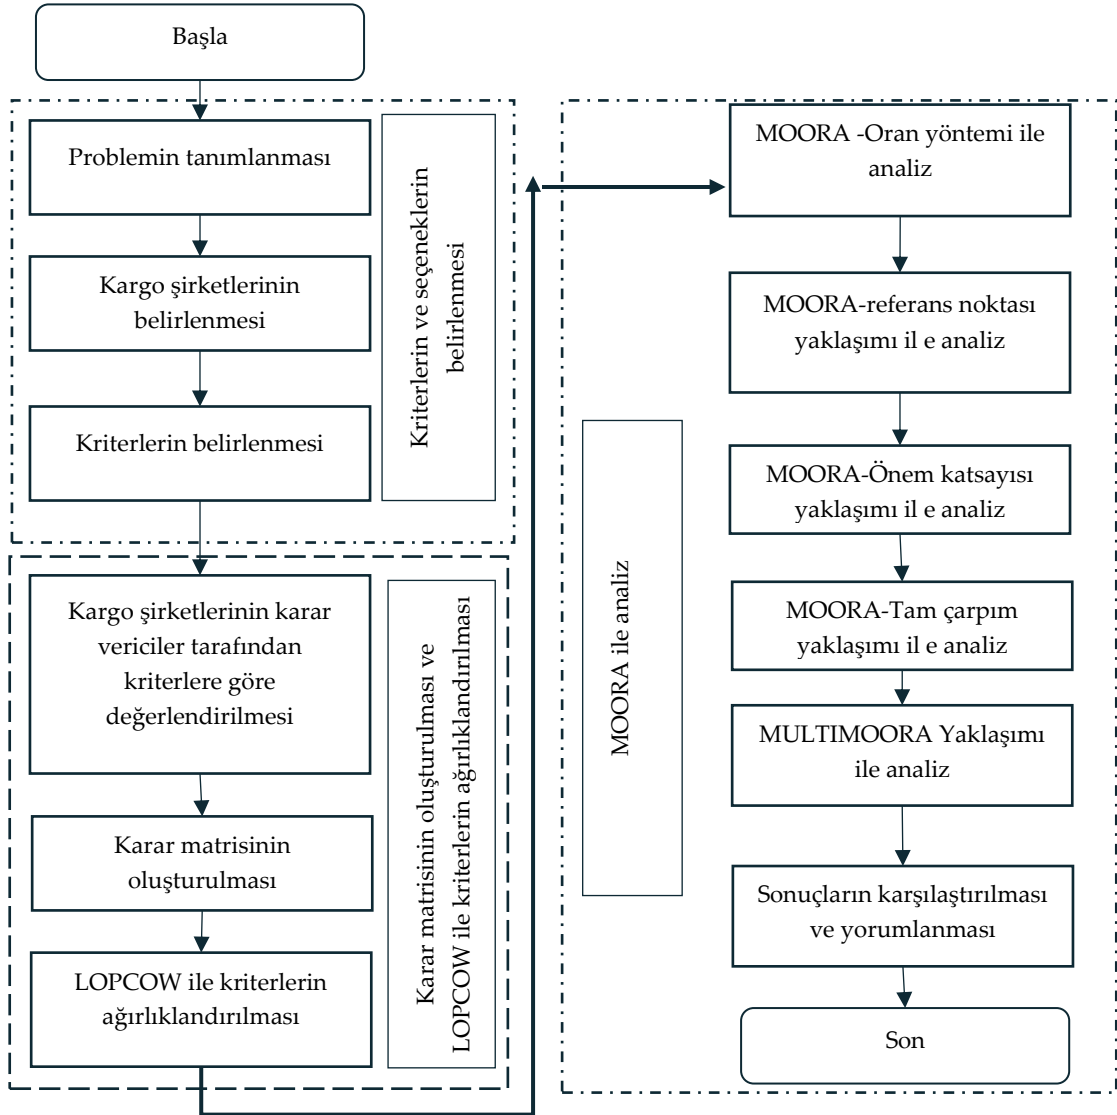 Başla
Problemin tanımlanması
Kargo şirketlerinin
belirlenmesi
Kriterlerin belirlenmesi
Kriterlerin ve seçeneklerin
belirlenmesi
Kargo şirketlerinin karar
vericiler tarafından
kriterlere göre
değerlendirilmesi
Karar matrisinin
oluşturulması
LOPCOW ile kriterlerin
ağırlıklandırılması
Karar matrisinin oluşturulması ve
LOPCOW ile kriterlerin ağırlıklandırılması
MOORA -Oran yöntemi ile
analiz
MOORA-referans noktası
yaklaşımı il e analiz
MOORA-Önem katsayısı
yaklaşımı il e analiz
MOORA-Tam çarpım
yaklaşımı il e analiz
MULTIMOORA Yaklaşımı
ile analiz
Sonuçların karşılaştırılması
ve yorumlanması
Son
MOORA ile analiz